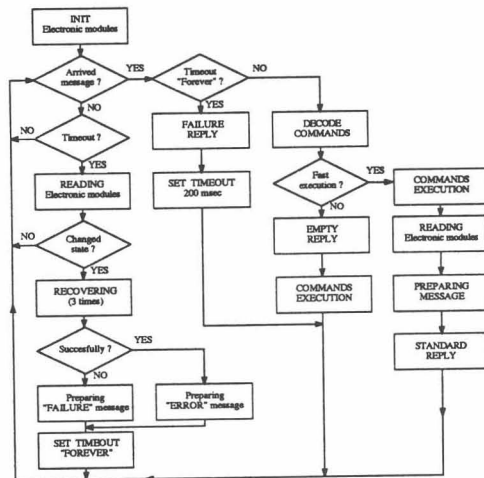 INIT
Electronic modules
Arrived
message ?
YES
Timeout
"Forever" ?
NO
NO
YES
NO
Timeout ?
FAILURE
REPLY
DECODE
COMMANDS
YES
READING
Electronic modules
SET TIMEOUT
200 msec
Fast
execution ?
YES
COMMANDS
EXECUTION
NO
NO
Changed
state ?
EMPTY
REPLY
READING
Electronic modules
YES
RECOVERING
(3 times)
COMMANDS
EXECUTION
PREPARING
MESSAGE
Succesfully ?
YES
STANDARD
REPLY
NO
Preparing
"FAILURE" message
Preparing
"ERROR" message
SET TIMEOUT
"FOREVER"